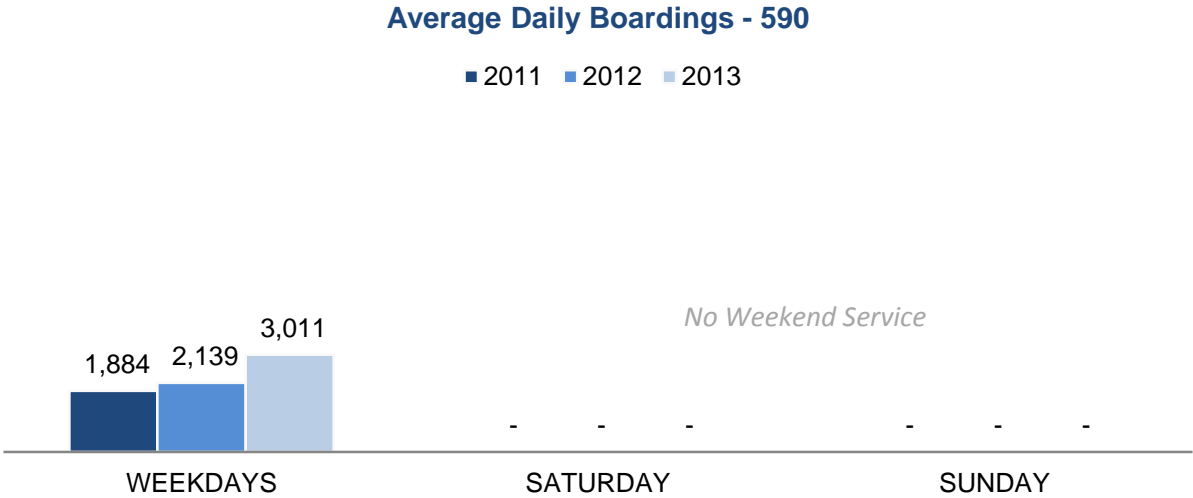 Average Daily Boardings - 590
2011 2012 2013
No Weekend Service
3,011
1,884 2,139
- - - - - -
WEEKDAYS SATURDAY SUNDAY